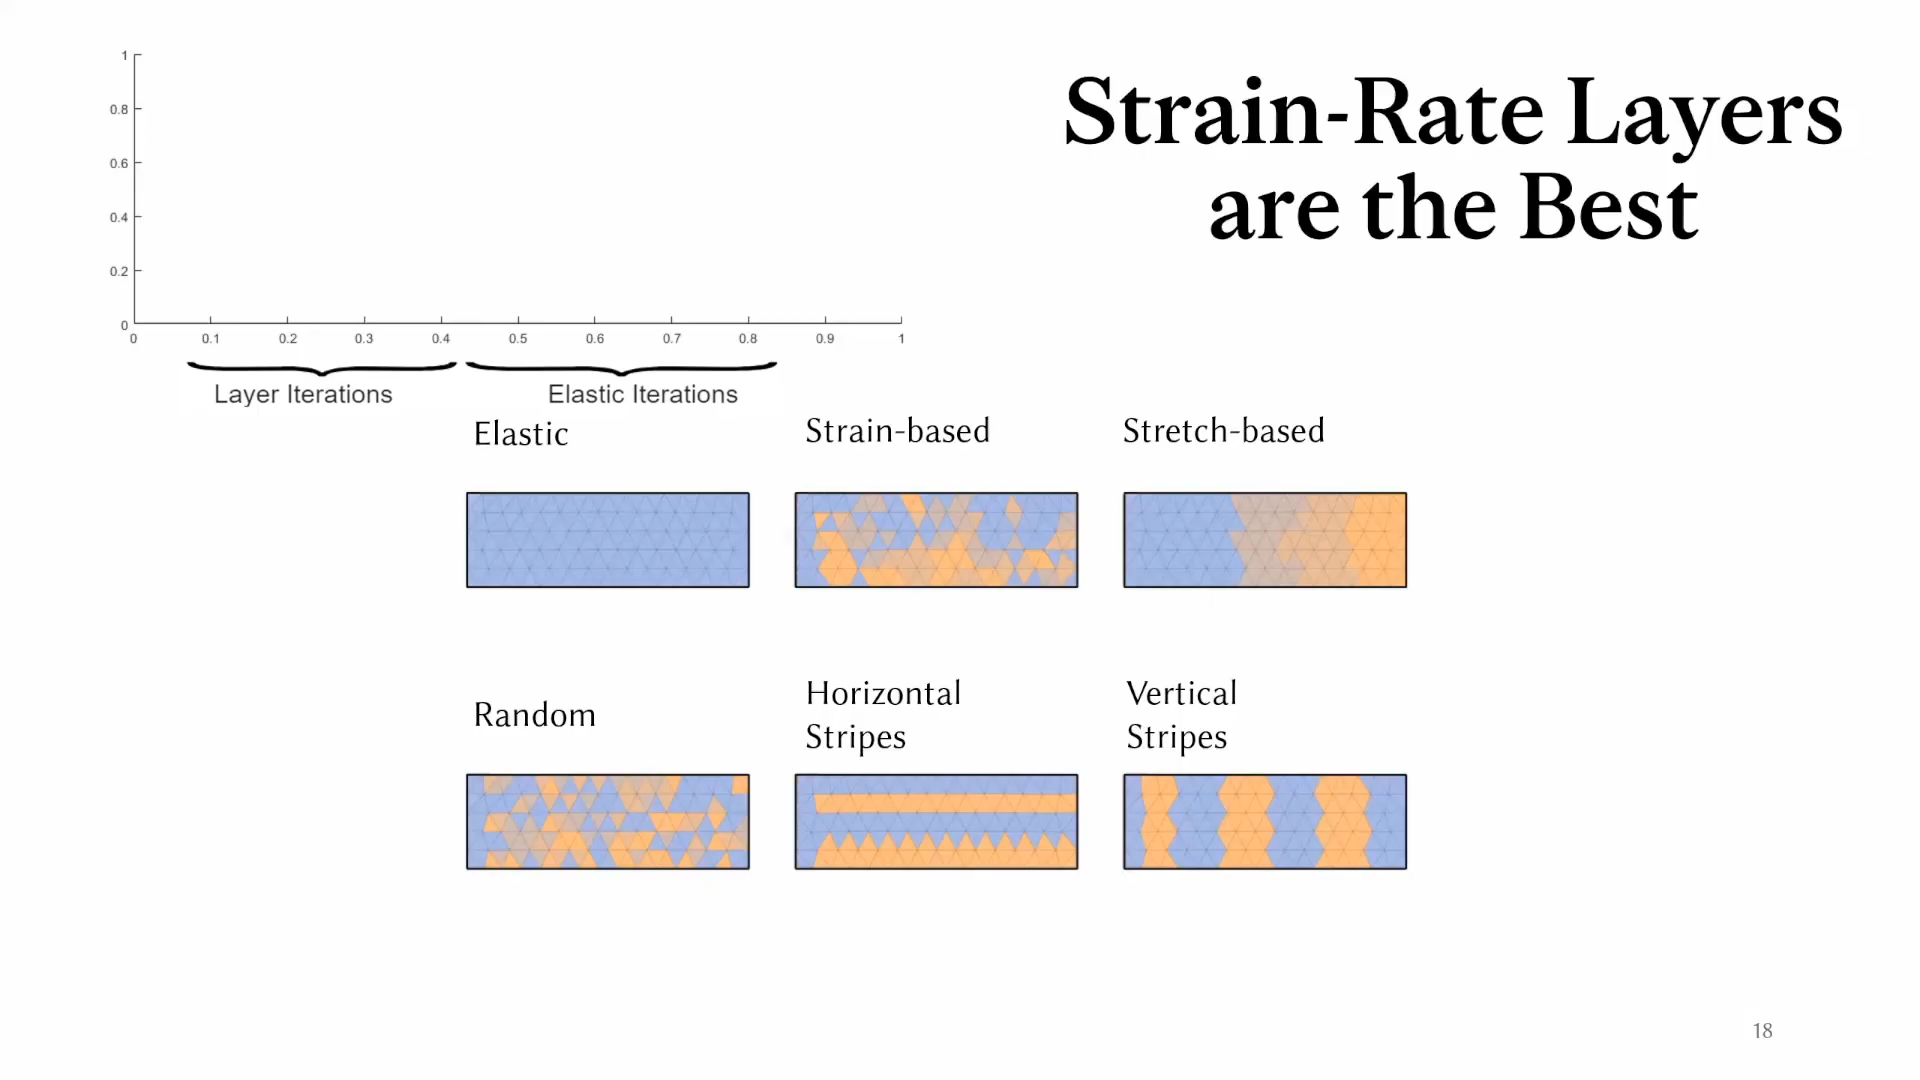 Strain-Rate Layers
are the Best
1
0.8
0.6
0.4
0.2
0
0 0.1 0.2 0.3 0.4 0.5 0.6 0.7 0.8 0.9 1
Layer Iterations Elastic Iterations
Elastic Strain-based Stretch-based
Random
Horizontal
Stripes
Vertical
Stripes
18